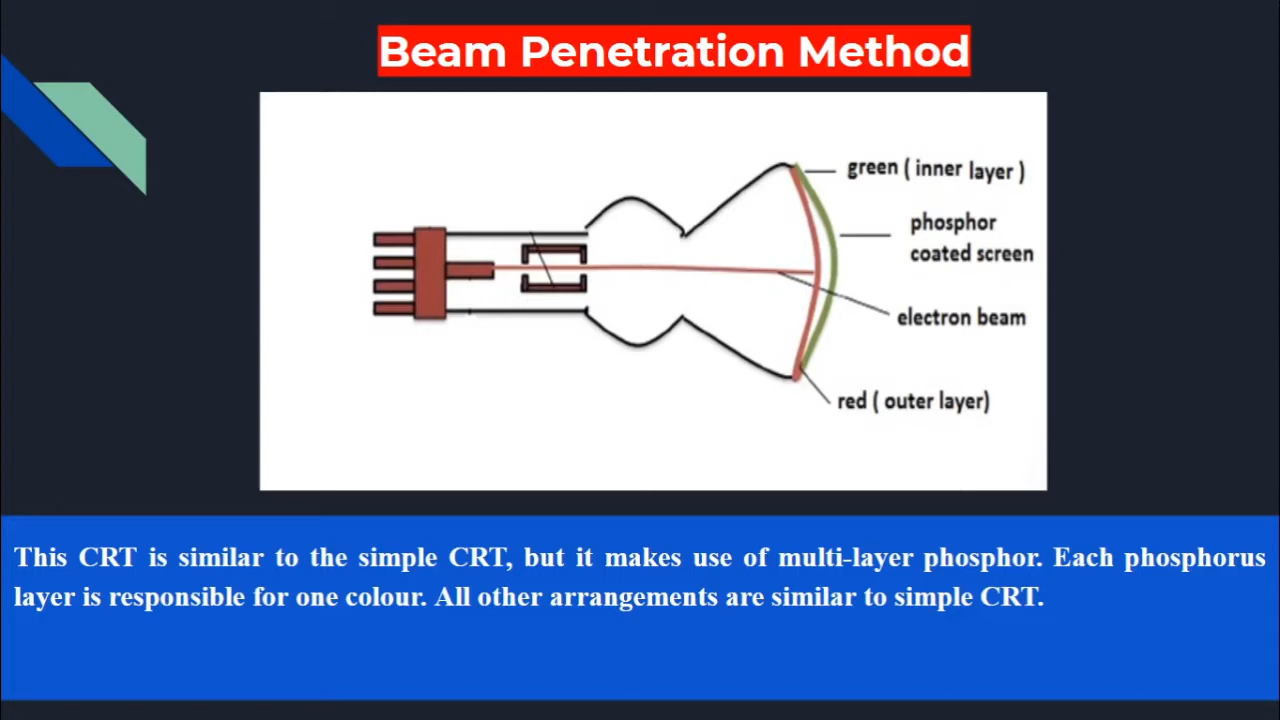 Beam Penetration Method
green ( inner layer )
phosphor
coated screen
electron beam
red ( outer layer)
This CRT is similar to the simple CRT, but it makes use of multi-layer phosphor. Each phosphorus
layer is responsible for one colour. All other arrangements are similar to simple CRT.